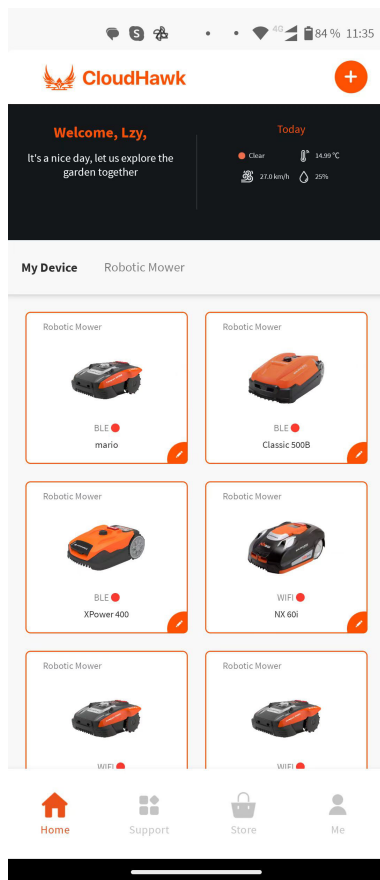 4G 84 % 11:35
CloudHawk
Welcome, Lzy,
It's a nice day, let us explore the
garden together
Today
Clear 14.99 °C
27.0 km/h 25%
My Device Robotic Mower
Robotic Mower
BLE
mario
Robotic Mower
BLE
Classic 500B
Robotic Mower
BLE
XPower 400
Robotic Mower
WIFI
NX 60i
Robotic Mower
WIFI
Robotic Mower
WIFI
Home Support Store Me